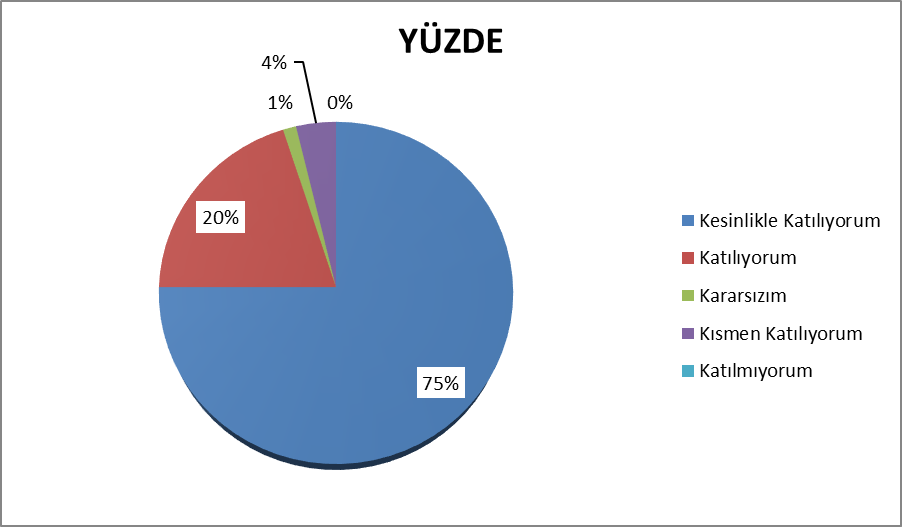 YÜZDE
4%
1%
0%
20%
75%
Kesinlikle Katılıyorum
Katılıyorum
Kararsızım
Kısmen Katılıyorum
Katılmıyorum